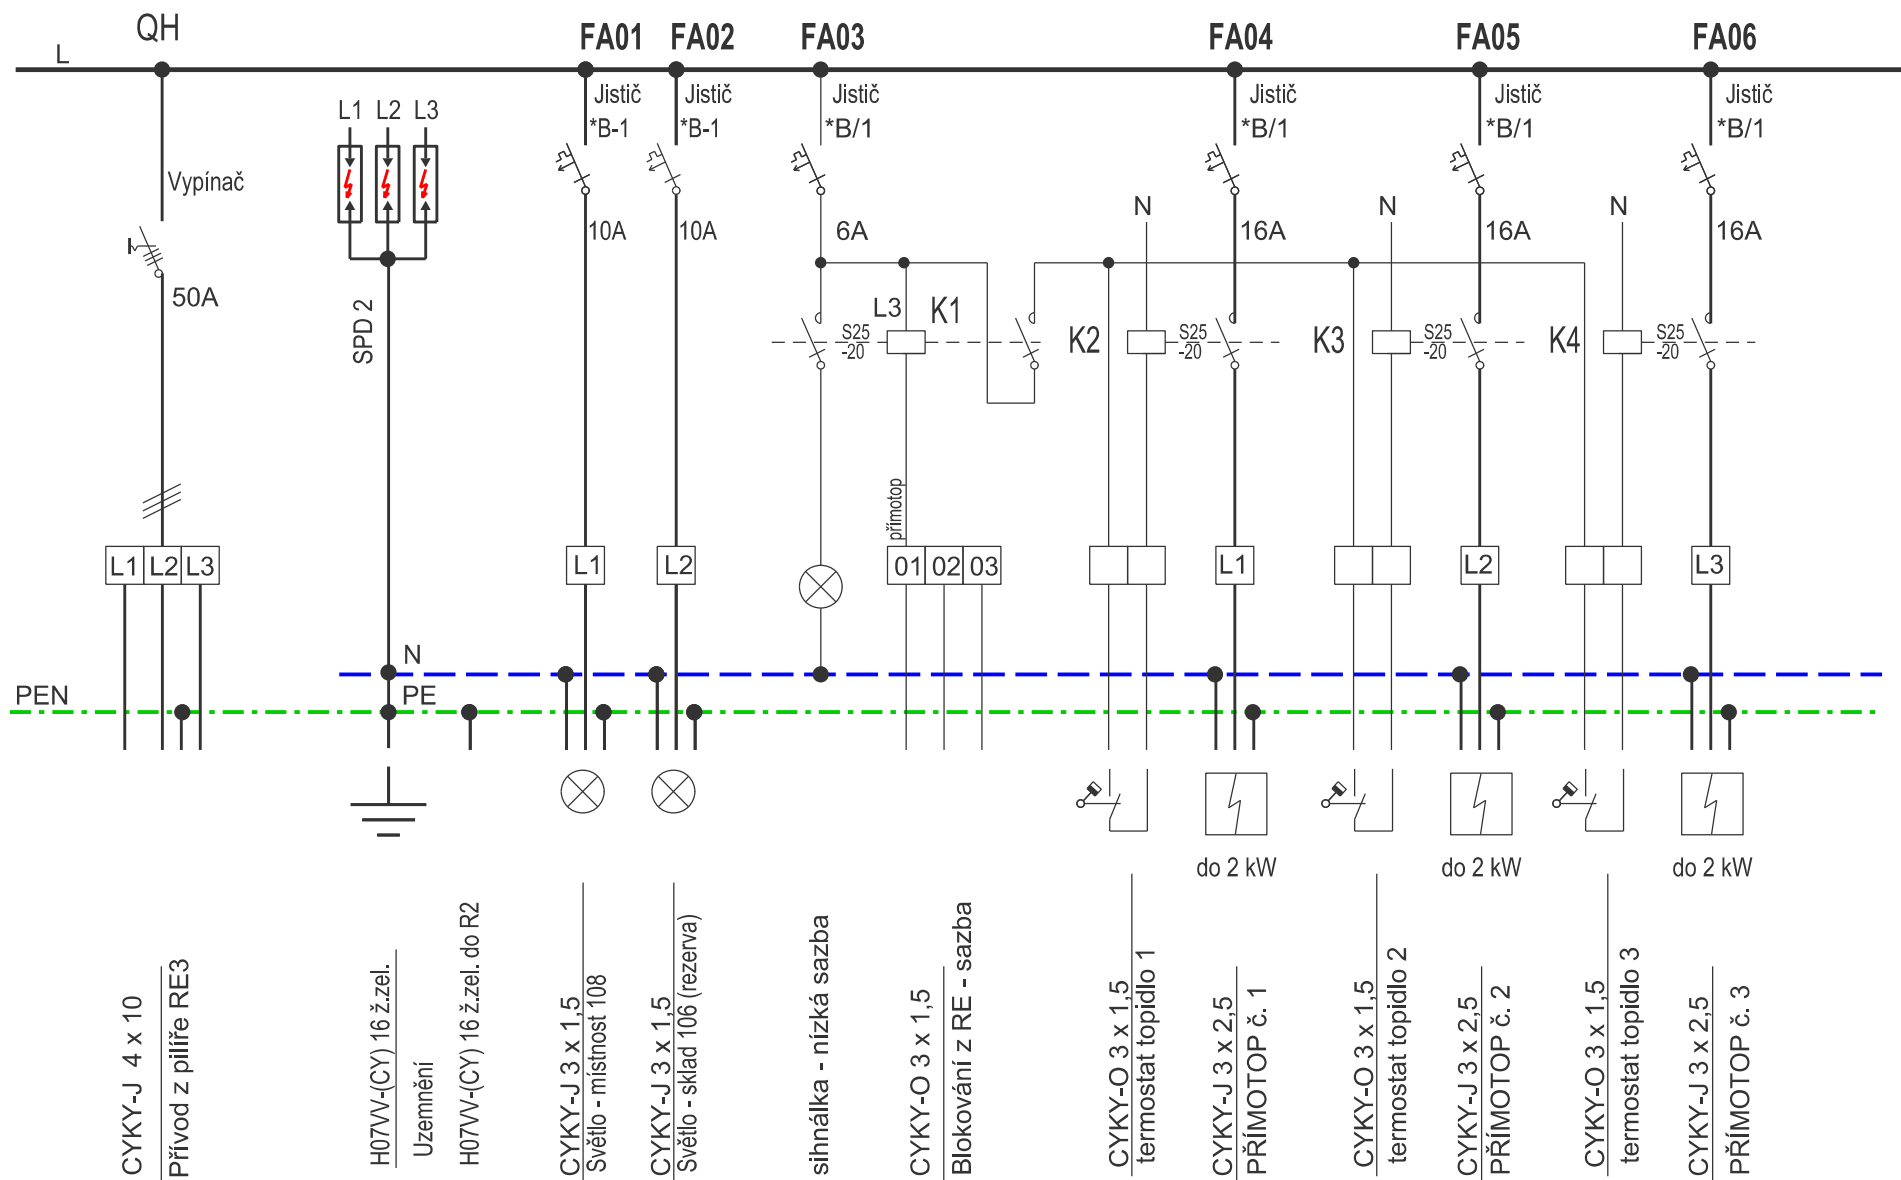 QH
FA01
FA02
FA03
FA04
FA05
FA06
L
Jistič
Jistič
Jistič
Jistič
Jistič
Jistič
L1 L2 L3
*B-1
*B-1
*B/1
*B/1
*B/1
*B/1
Vypínač
N
N
N
10A
10A
6A
16A
16A
16A
50A
SPD 2
L3
K1
K2
K3
K4
S25
-20
S25
-20
S25
-20
S25
-20
přímotop
L1 L2 L3
L1
L2
01 02 03
L1
L2
L3
N
PEN
PE
do 2 kW
do 2 kW
do 2 kW
CYKY-J 4 x 10
Přívod z pilíře RE3
H07VV-(CY) 16 ž.zel.
Uzemnění
H07VV-(CY) 16 ž.zel. do R2
CYKY-J 3 x 1,5
Světlo - místnost 108
CYKY-J 3 x 1,5
Světlo - sklad 106 (rezerva)
sihnálka - nízká sazba
CYKY-O 3 x 1,5
Blokování z RE - sazba
CYKY-O 3 x 1,5
termostat topidlo 1
CYKY-J 3 x 2,5
PŘÍMOTOP č. 1
CYKY-O 3 x 1,5
termostat topidlo 2
CYKY-J 3 x 2,5
PŘÍMOTOP č. 2
CYKY-O 3 x 1,5
termostat topidlo 3
CYKY-J 3 x 2,5
PŘÍMOTOP č. 3